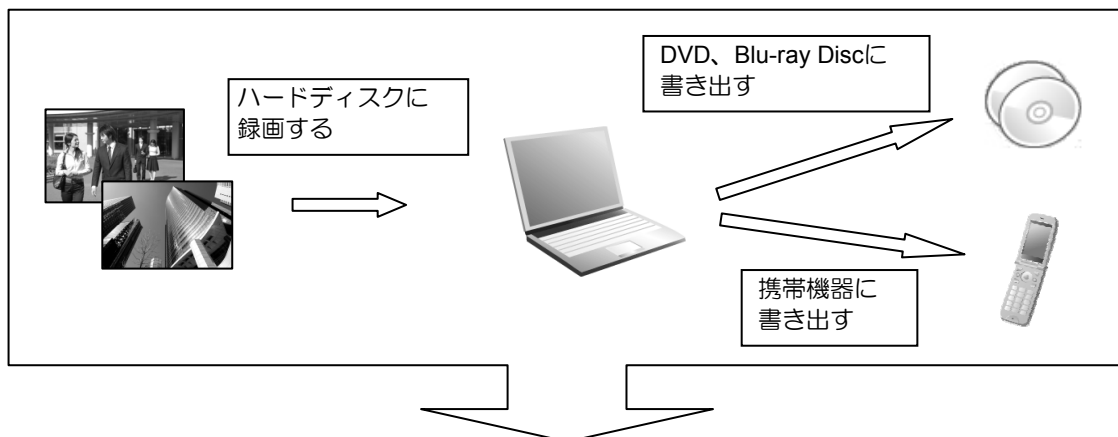 ハードディスクに
録画する
DVD、Blu-ray Discに
書き出す
携帯機器に
書き出す